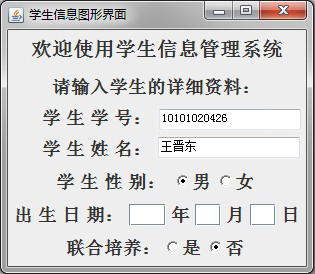 学生信息图形界面
欢迎使用学生信息管理系统
请输入学生的详细资料：
学 生 学 号： 10101020426
学 生 姓 名： 王晋东
学 生 性 别： 男 女
出 生 日 期： 年 月 日
联合培养： 是 否